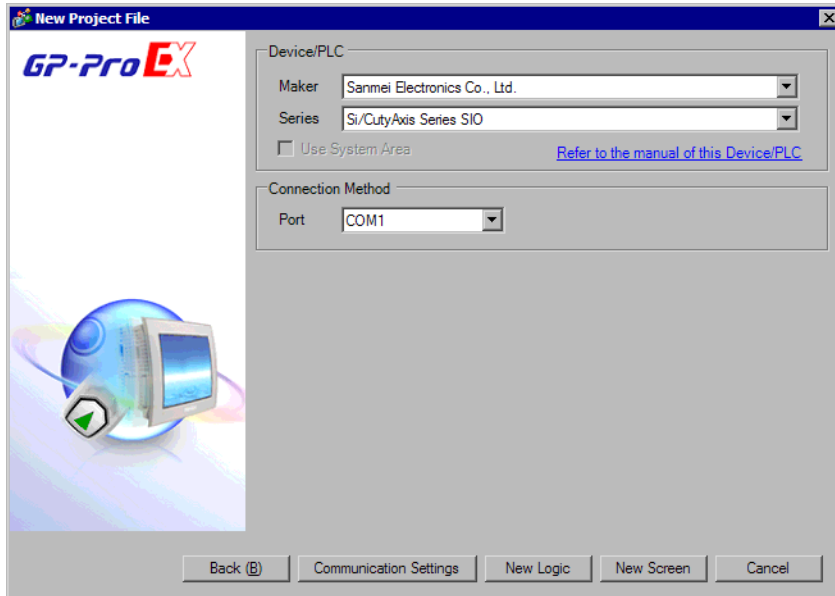 New Project File
GP-Pro EX
Device/PLC
Maker Sanmei Electronics Co., Ltd.
Series Si/CutyAxis Series SIO
Use System Area Refer to the manual of this Device/PLC
Connection Method
Port COM1
Back (B) Communication Settings New Logic New Screen Cancel